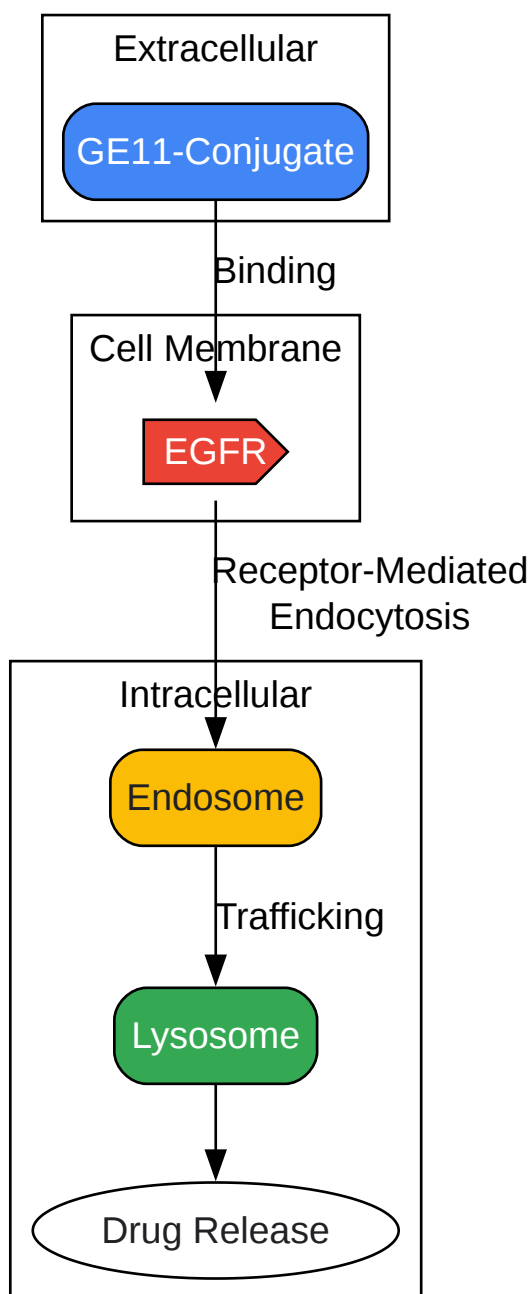 Extracellular
GE11-Conjugate
Binding
Cell Membrane
EGFR
Receptor-Mediated
Endocytosis
Intracellular
Endosome
Trafficking
Lysosome
Drug Release